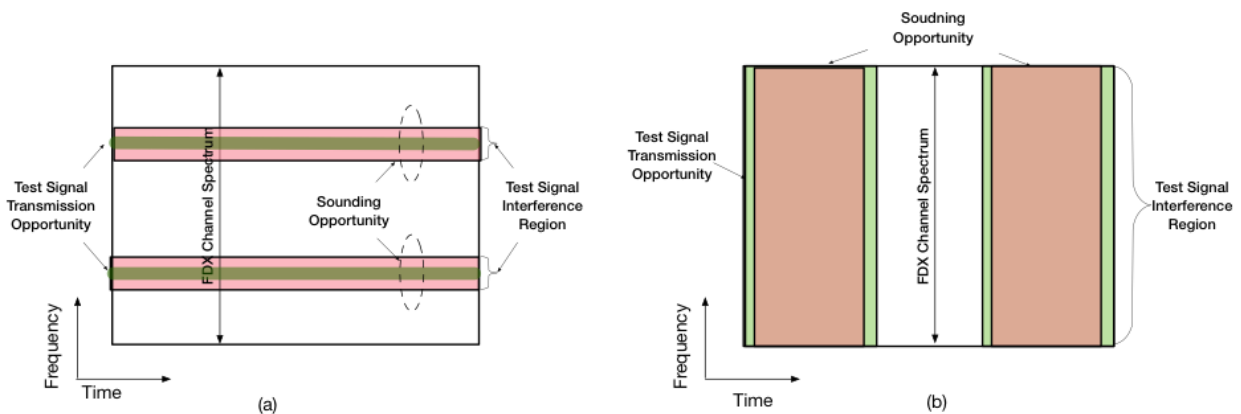 Test Signal
Transmission
Opportunity
FDX Channel Spectrum
Sounding
Opportunity
Test Signal
Interference
Region
Frequency
Time
(a)
Soudning
Opportunity
Test Signal
Transmission
Opportunity
FDX Channel Spectrum
Test Signal
Interference
Region
Frequency
Time
(b)